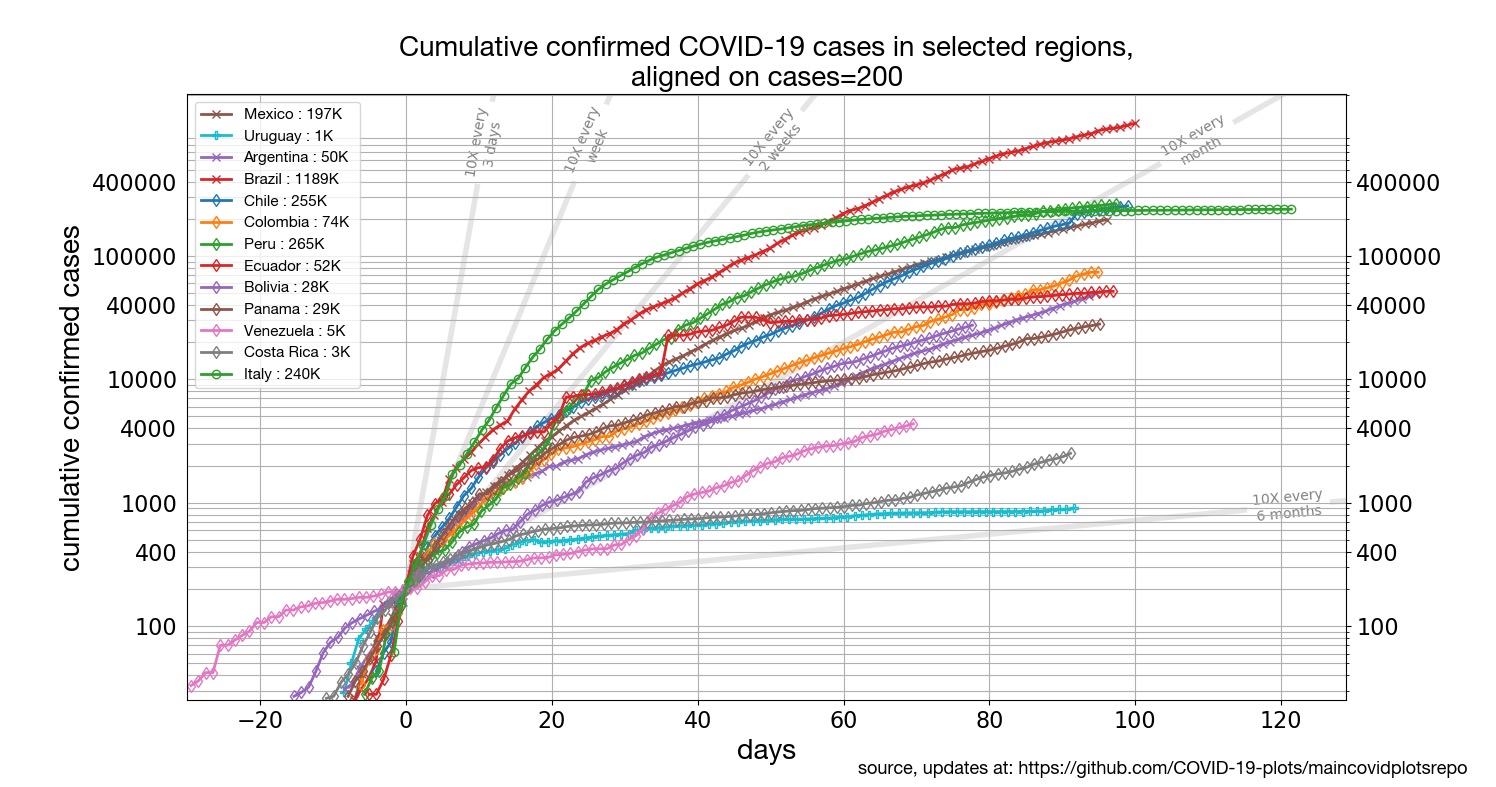 Cumulative confirmed COVID-19 cases in selected regions,
aligned on cases=200
10X every
3 days
10X every
week
10X every
2 weeks
10X every
month
10X every
6 months
Mexico : 197K
Uruguay : 1K
Argentina : 50K
Brazil : 1189K
Chile : 255K
Colombia : 74K
Peru : 265K
Ecuador : 52K
Bolivia : 28K
Panama : 29K
Venezuela : 5K
Costa Rica : 3K
Italy : 240K
cumulative confirmed cases
400000
100000
40000
10000
4000
1000
400
100
400000
100000
40000
10000
4000
1000
400
100
−20 0 20 40 60 80 100 120
days
source, updates at: https://github.com/COVID-19-plots/maincovidplotsrepo